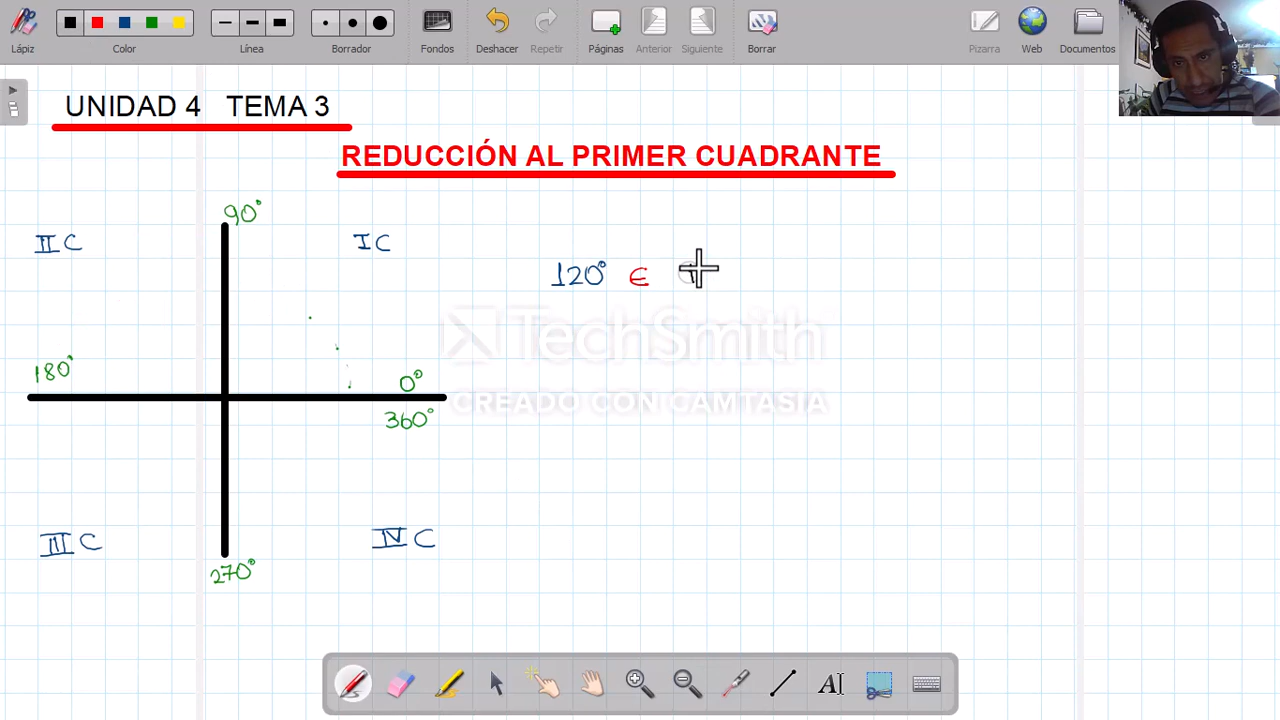 Lápiz Color Línea Borrador Fondos Deshacer Repetir Páginas Anterior Siguiente Borrar Pizarra Web Documentos
UNIDAD 4 TEMA 3
REDUCCIÓN AL PRIMER CUADRANTE
90°
II C I C
120° ∈
TechSmith
180° 0°
CREADO CON CAMTASIA
360°
III C IV C
270°
AI